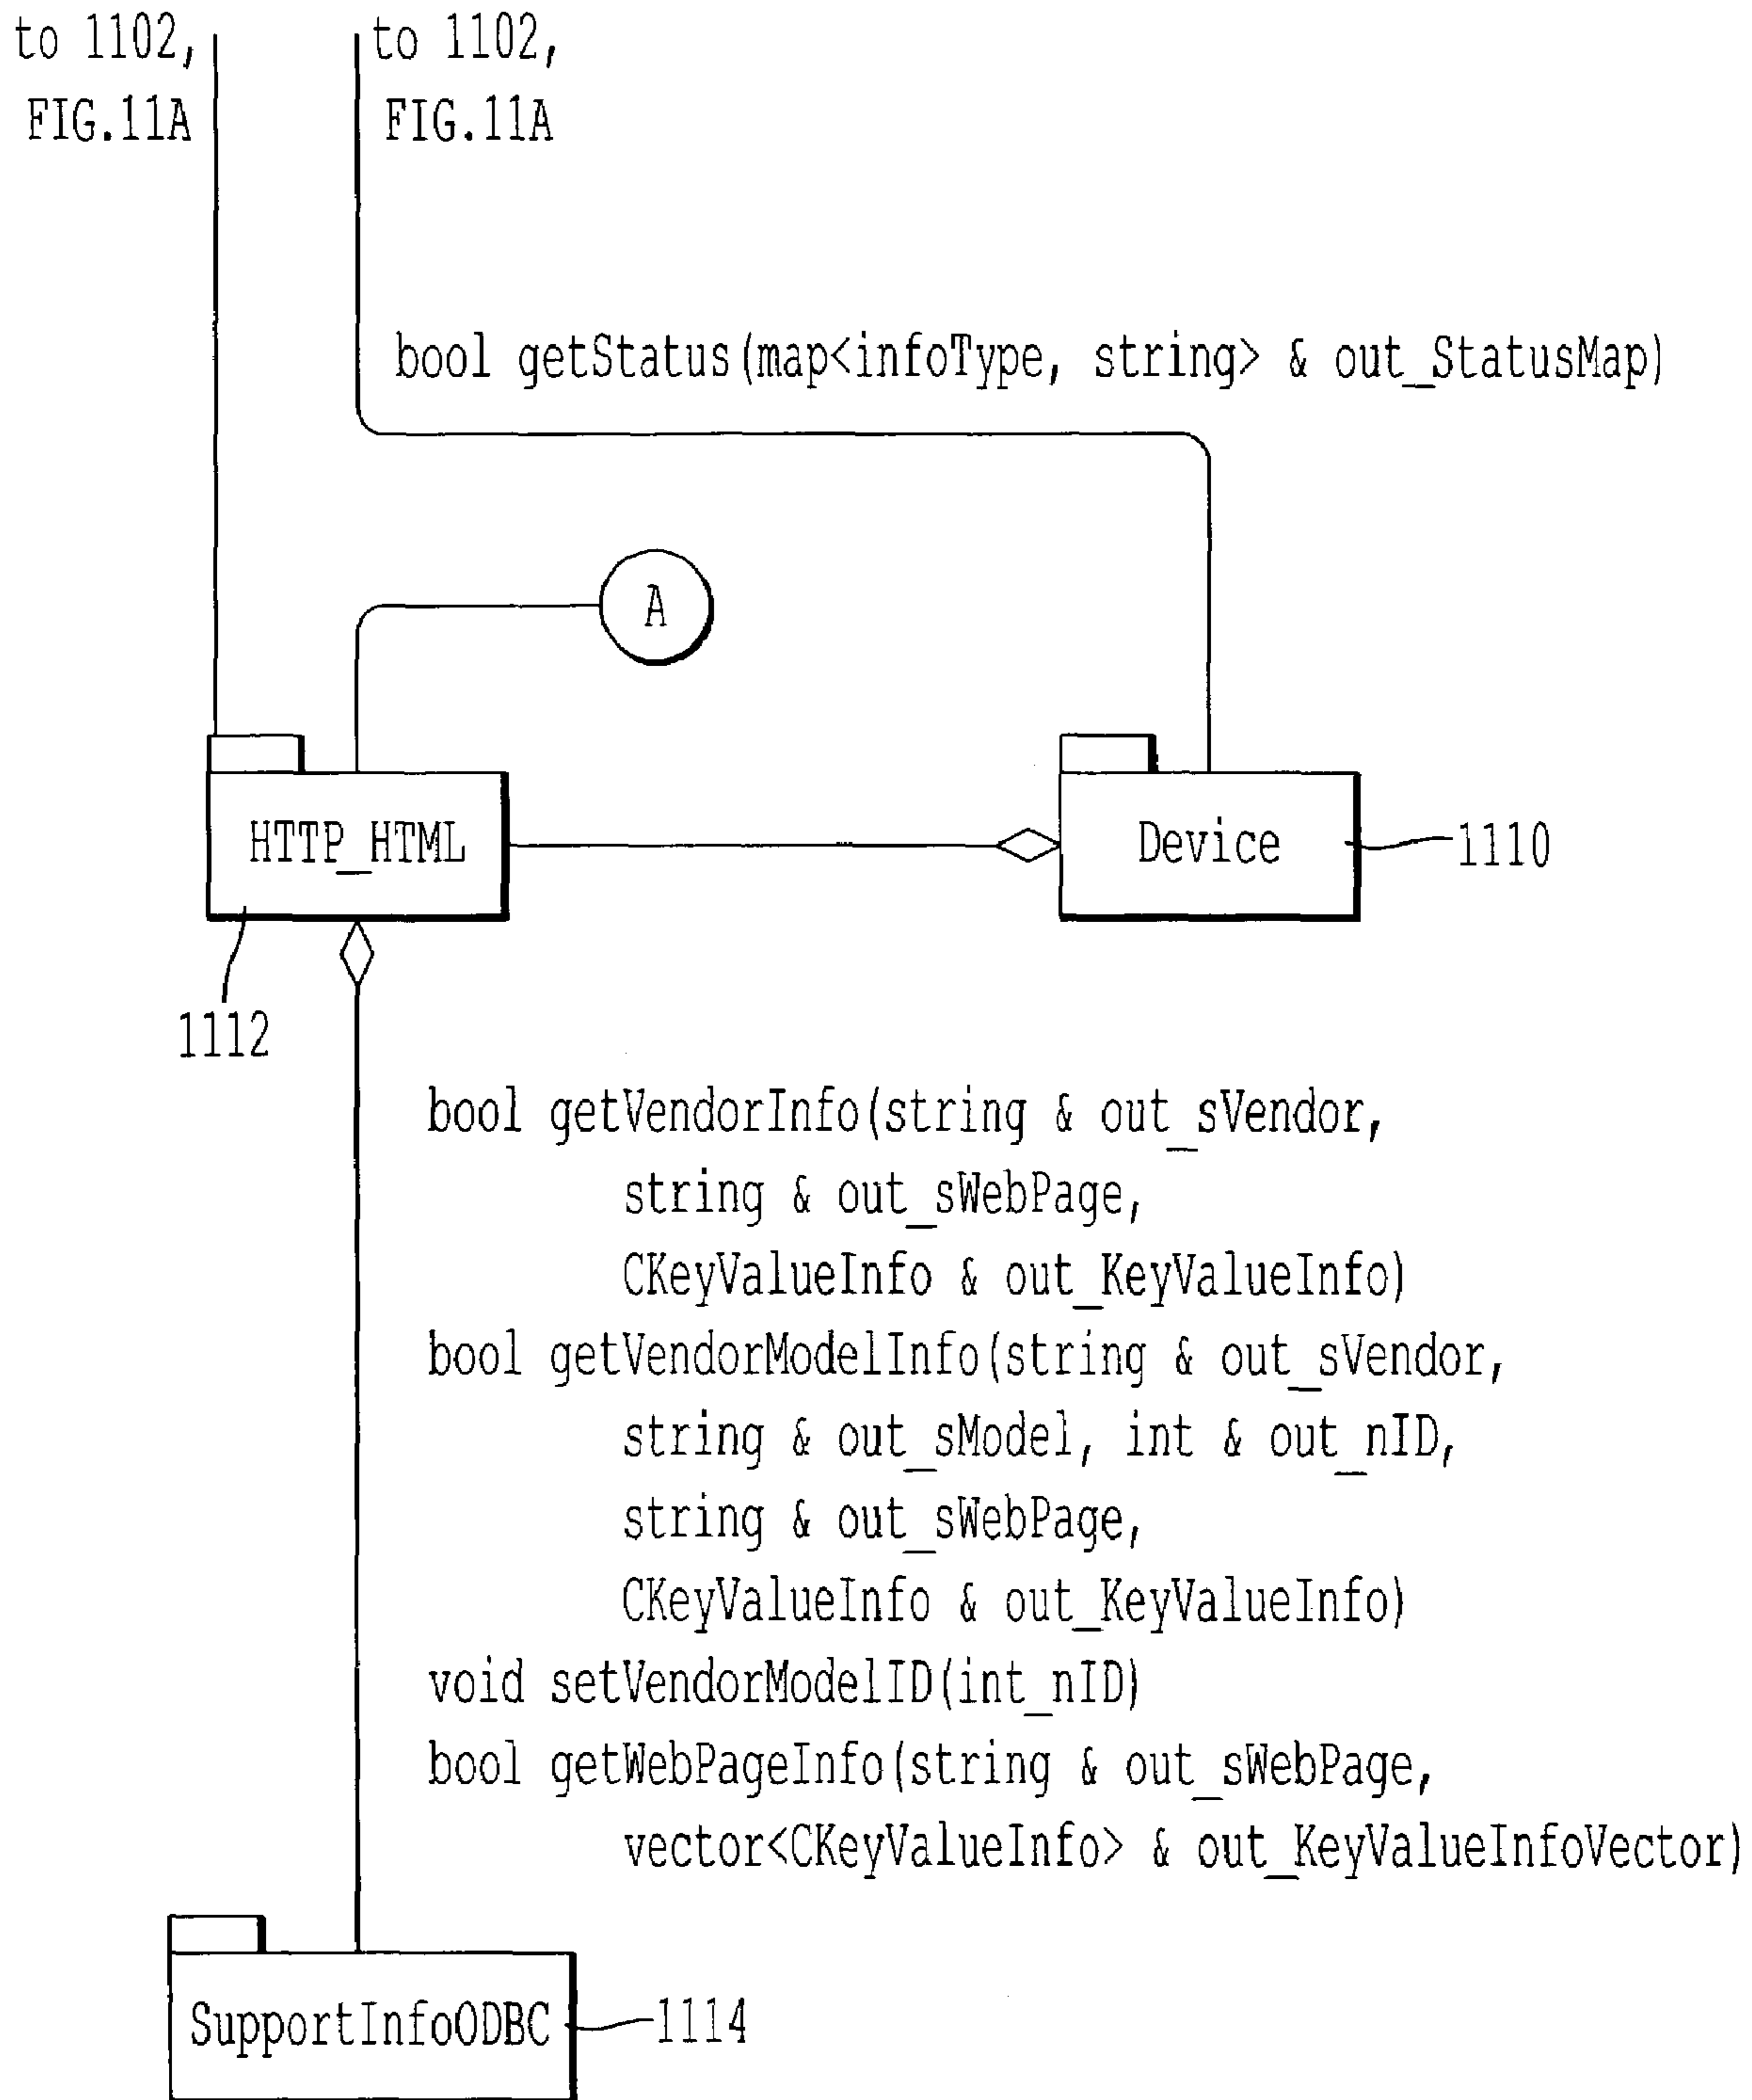 to 1102,
FIG.11A
to 1102,
FIG.11A
bool getStatus(map<infoType, string> & out_StatusMap)
A
HTTP_HTML
Device
1110
1112
bool getVendorInfo(string & out_sVendor,
string & out_sWebPage,
CKeyValueInfo & out_KeyValueInfo)
bool getVendorModelInfo(string & out_sVendor,
string & out_sModel, int & out_nID,
string & out_sWebPage,
CKeyValueInfo & out_KeyValueInfo)
void setVendorModelID(int_nID)
bool getWebPageInfo(string & out_sWebPage,
vector<CKeyValueInfo> & out_KeyValueInfoVector)
SupportInfoODBC
1114